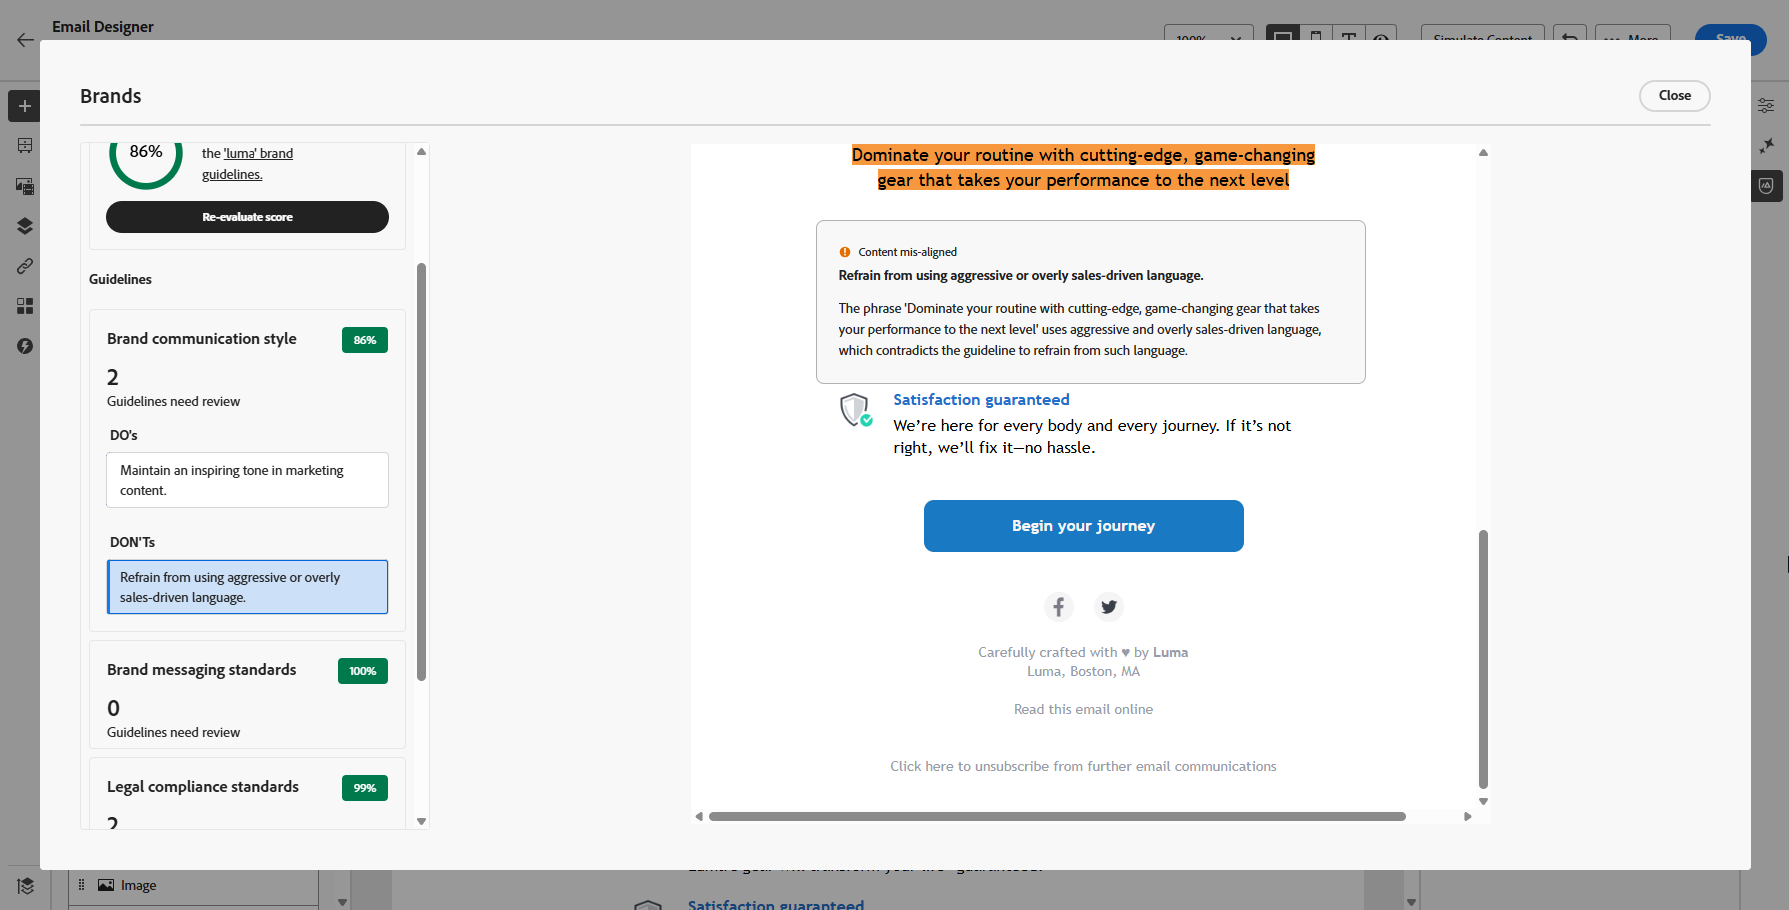 Email Designer
100%
Simulate Content
More
Save
Brands
Close
86%
the 'luma' brand
guidelines.
Re-evaluate score
Guidelines
Brand communication style
86%
2
Guidelines need review
DO's
Maintain an inspiring tone in marketing
content.
DON'Ts
Refrain from using aggressive or overly
sales-driven language.
Brand messaging standards
100%
0
Guidelines need review
Legal compliance standards
99%
2
Dominate your routine with cutting-edge, game-changing
gear that takes your performance to the next level
Content mis-aligned
Refrain from using aggressive or overly sales-driven language.
The phrase 'Dominate your routine with cutting-edge, game-changing gear that takes
your performance to the next level' uses aggressive and overly sales-driven language,
which contradicts the guideline to refrain from such language.
Satisfaction guaranteed
We’re here for every body and every journey. If it’s not
right, we’ll fix it—no hassle.
Begin your journey
Carefully crafted with ♥ by Luma
Luma, Boston, MA
Read this email online
Click here to unsubscribe from further email communications
Image
Satisfaction guaranteed